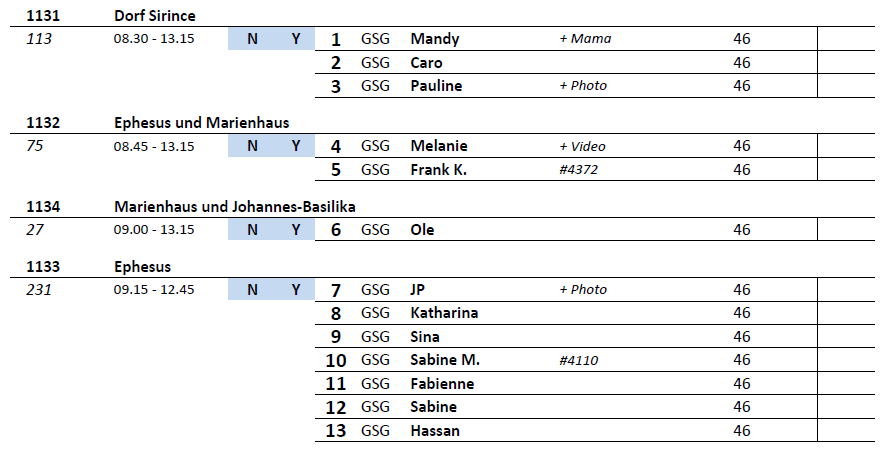 1131 Dorf Sirince
113 08.30 - 13.15 N Y 1 GSG Mandy + Mama 46
2 GSG Caro 46
3 GSG Pauline + Photo 46
1132 Ephesus und Marienhaus
75 08.45 - 13.15 N Y 4 GSG Melanie + Video 46
5 GSG Frank K. #4372 46
1134 Marienhaus und Johannes-Basilika
27 09.00 - 13.15 N Y 6 GSG Ole 46
1133 Ephesus
231 09.15 - 12.45 N Y 7 GSG JP + Photo 46
8 GSG Katharina 46
9 GSG Sina 46
10 GSG Sabine M. #4110 46
11 GSG Fabienne 46
12 GSG Sabine 46
13 GSG Hassan 46